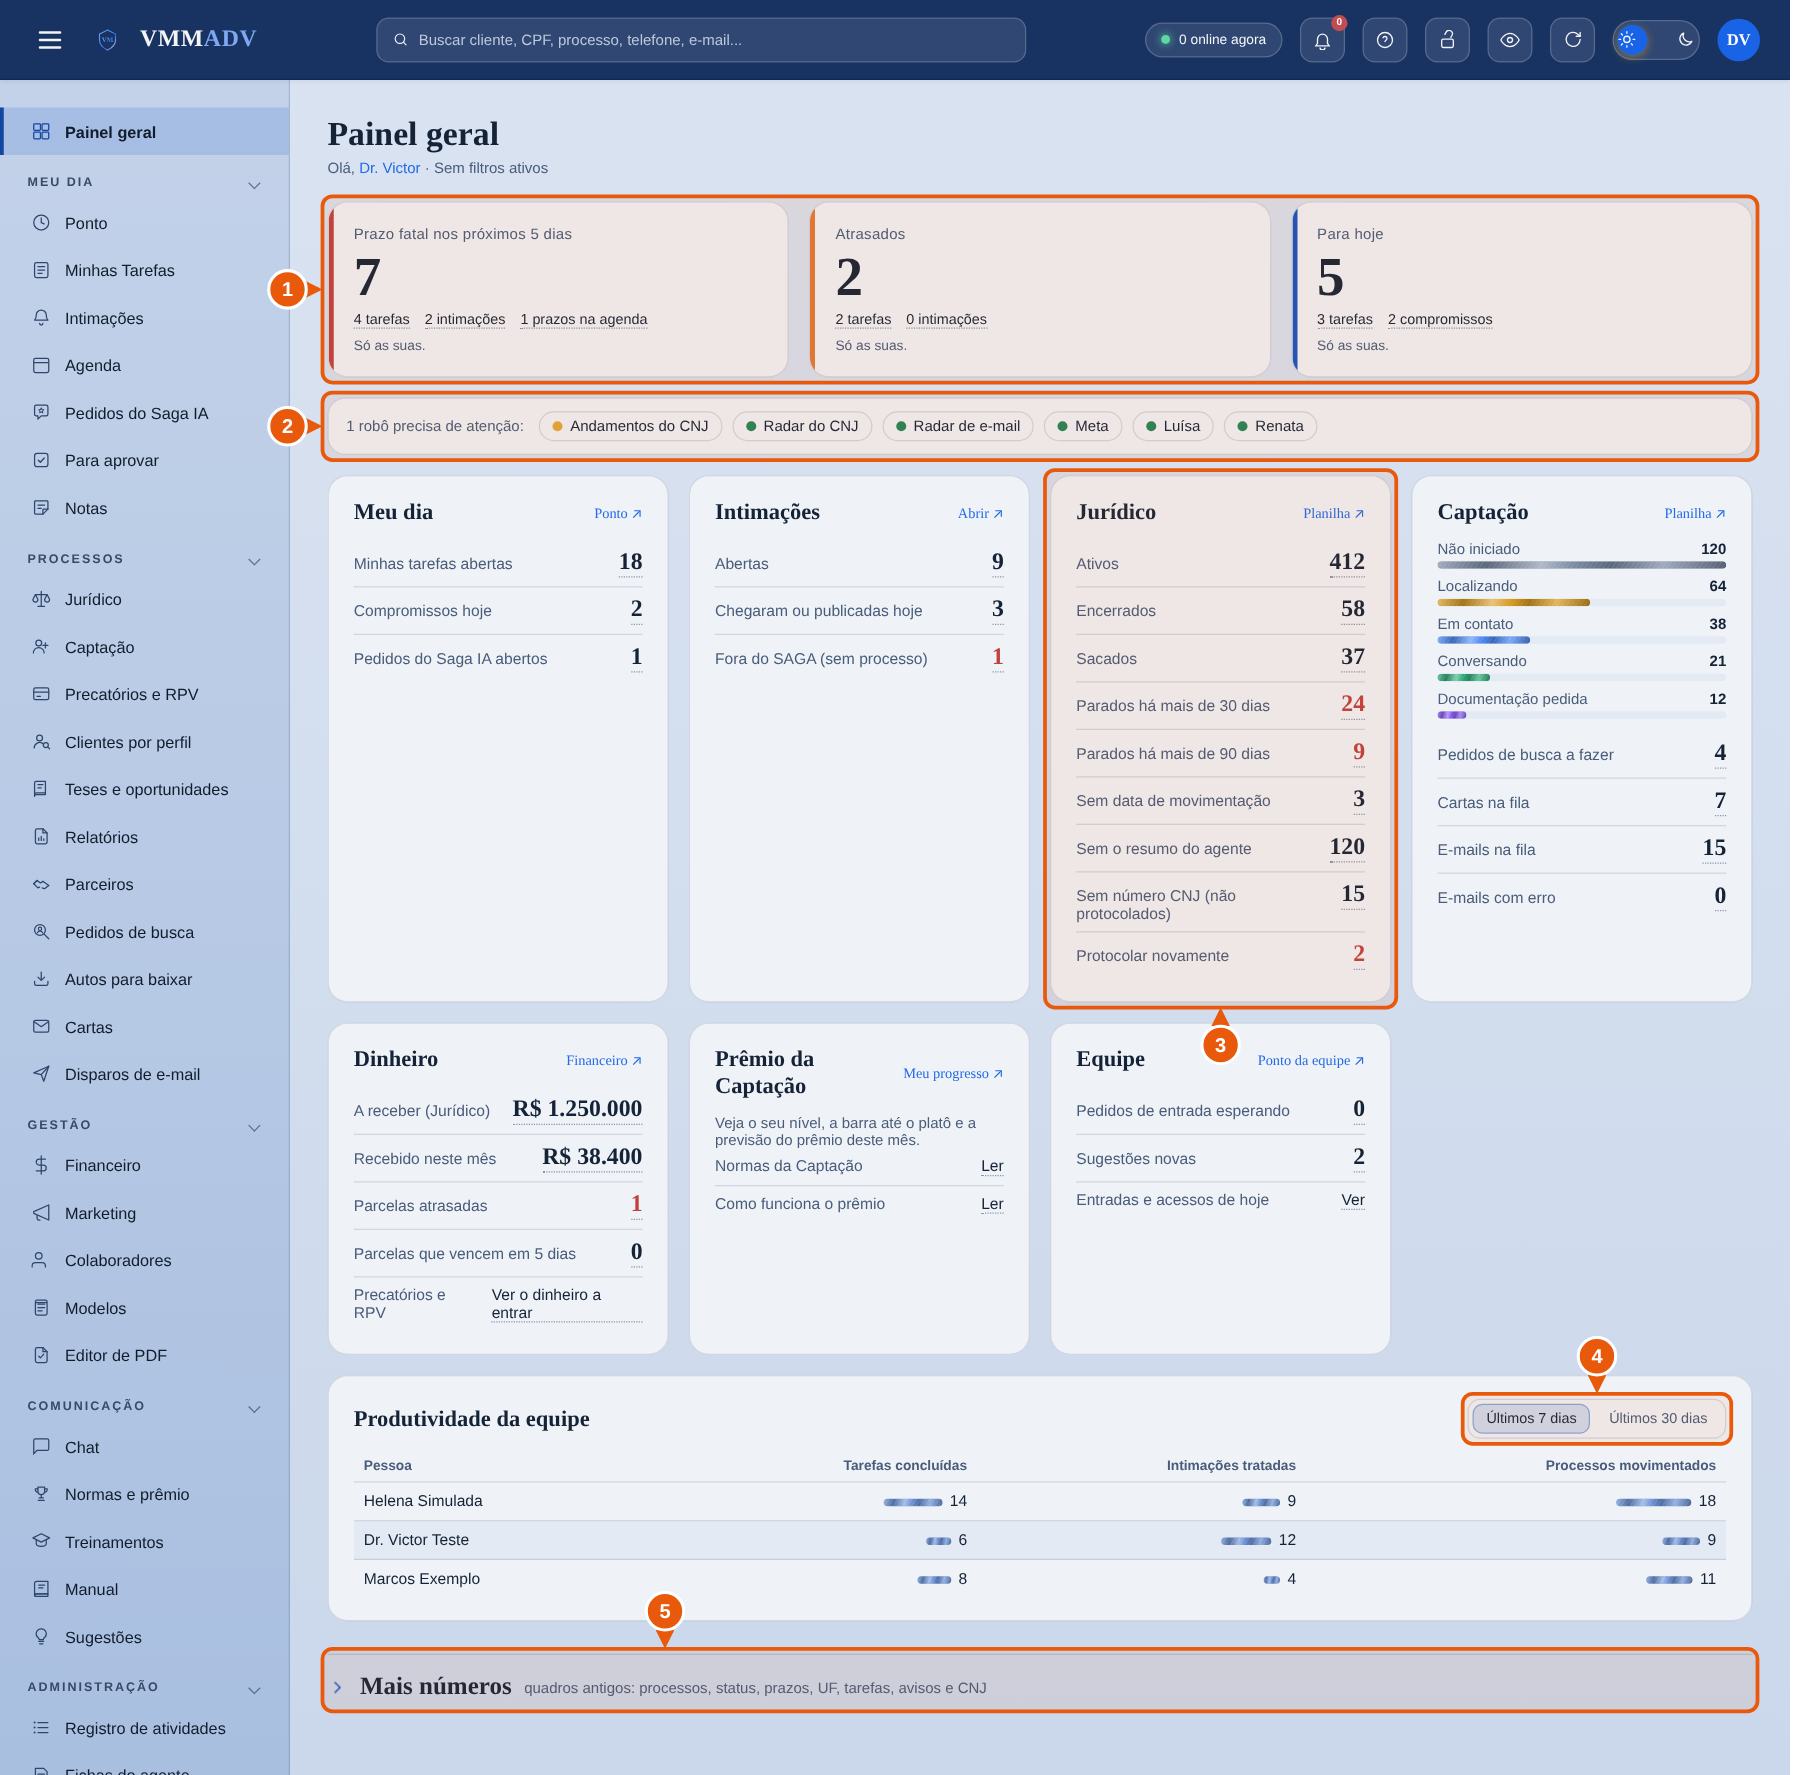 VMMADV
Buscar cliente, CPF, processo, telefone, e-mail...
0 online agora
0
DV
Painel geral
MEU DIA
Ponto
Minhas Tarefas
Intimações
Agenda
Pedidos do Saga IA
Para aprovar
Notas
PROCESSOS
Jurídico
Captação
Precatórios e RPV
Clientes por perfil
Teses e oportunidades
Relatórios
Parceiros
Pedidos de busca
Autos para baixar
Cartas
Disparos de e-mail
GESTÃO
Financeiro
Marketing
Colaboradores
Modelos
Editor de PDF
COMUNICAÇÃO
Chat
Normas e prêmio
Treinamentos
Manual
Sugestões
ADMINISTRAÇÃO
Registro de atividades
Painel geral
Olá, Dr. Victor · Sem filtros ativos
1
Prazo fatal nos próximos 5 dias
7
4 tarefas 2 intimações 1 prazos na agenda
Só as suas.
Atrasados
2
2 tarefas 0 intimações
Só as suas.
Para hoje
5
3 tarefas 2 compromissos
Só as suas.
2
1 robô precisa de atenção: Andamentos do CNJ Radar do CNJ Radar de e-mail Meta Luísa Renata
Meu dia Ponto
Minhas tarefas abertas 18
Compromissos hoje 2
Pedidos do Saga IA abertos 1
Intimações Abrir
Abertas 9
Chegaram ou publicadas hoje 3
Fora do SAGA (sem processo) 1
Jurídico Planilha
Ativos 412
Encerrados 58
Sacados 37
Parados há mais de 30 dias 24
Parados há mais de 90 dias 9
Sem data de movimentação 3
Sem o resumo do agente 120
Sem número CNJ (não 15
protocolados)
Protocolar novamente 2
3
Captação Planilha
Não iniciado 120
Localizando 64
Em contato 38
Conversando 21
Documentação pedida 12
Pedidos de busca a fazer 4
Cartas na fila 7
E-mails na fila 15
E-mails com erro 0
Dinheiro Financeiro
A receber (Jurídico) R$ 1.250.000
Recebido neste mês R$ 38.400
Parcelas atrasadas 1
Parcelas que vencem em 5 dias 0
Precatórios e Ver o dinheiro a
RPV entrar
Prêmio da
Captação Meu progresso
Veja o seu nível, a barra até o platô e a
previsão do prêmio deste mês.
Normas da Captação Ler
Como funciona o prêmio Ler
Equipe Ponto da equipe
Pedidos de entrada esperando 0
Sugestões novas 2
Entradas e acessos de hoje Ver
4
Produtividade da equipe Últimos 7 dias Últimos 30 dias
Pessoa Tarefas concluídas Intimações tratadas Processos movimentados
Helena Simulada 14 9 18
Dr. Victor Teste 6 12 9
Marcos Exemplo 8 4 11
5
Mais números quadros antigos: processos, status, prazos, UF, tarefas, avisos e CNJ